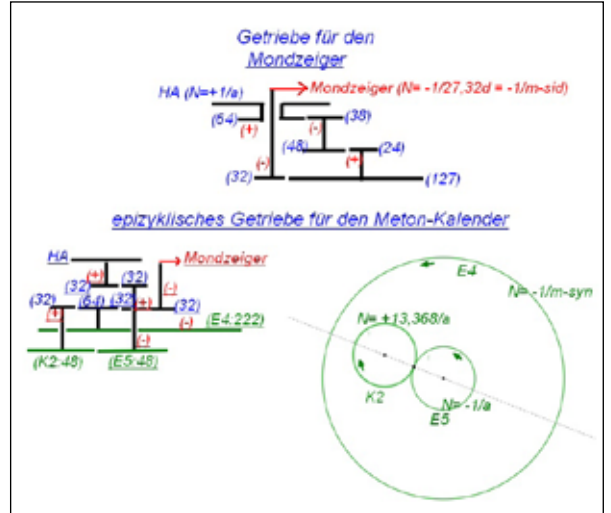 Getriebe für den
Mondzeiger
HA (N=+1/a)
Mondzeiger (N= -1/27,32d = -1/m-sid)
(64)
(+)
(-)
(38)
(48)
(24)
(-)
(+)
(32)
(127)
epizyklisches Getriebe für den Meton-Kalender
HA
Mondzeiger
(+)
(32)
(32)
(32)
(64)
(32)
(+)
(-)
(32)
(+)
(-)
(E4:222)
(-)
(K2:48)
(E5:48)
E4
N= -1/m-syn
N= +13,368/a
K2
N= -1/a
E5